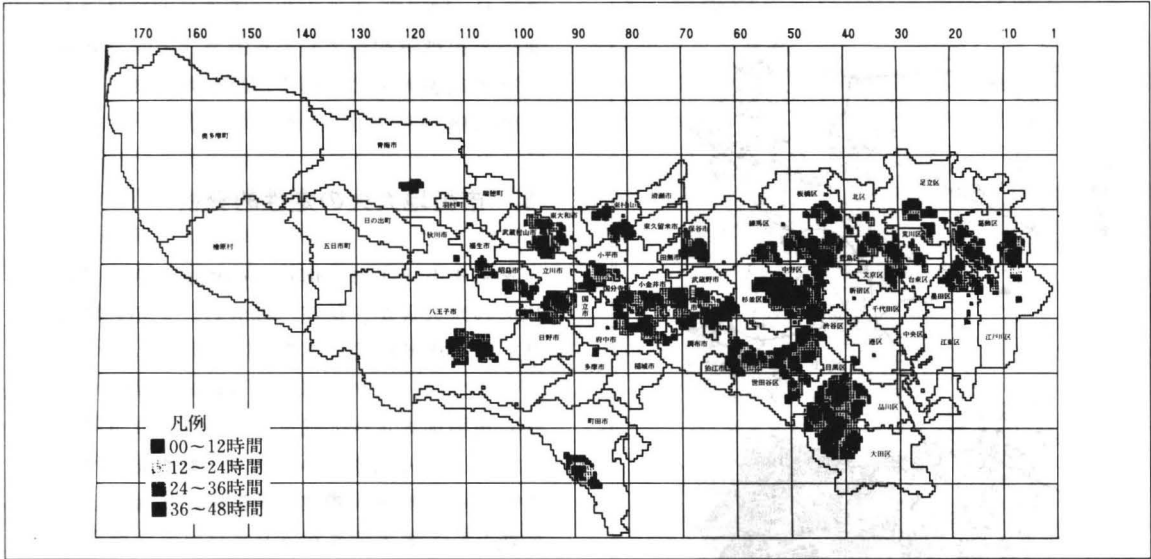 170 160 150 140 130 120 110 100 90 80 70 60 50 40 30 20 10 1
奥多摩町
青梅市
瑞穂町
羽村町
日の出町
檜原村
五日市町
秋川市
福生市
武蔵村山市
東大和市
東村山市
清瀬市
東久留米市
保谷市
田無市
小平市
昭島市
立川市
国分寺
小金井市
武蔵野市
国立市
八王子市
日野市
府中市
調布市
多摩市
稲城市
狛江市
町田市
板橋区
北区
足立区
練馬区
荒川区
葛飾区
豊島区
中野区
文京区
台東区
杉並区
新宿区
墨田区
千代田区
渋谷区
中央区
江東区
江戸川区
港区
目黒区
世田谷区
品川区
大田区
凡例
00～12時間
12～24時間
24～36時間
36～48時間